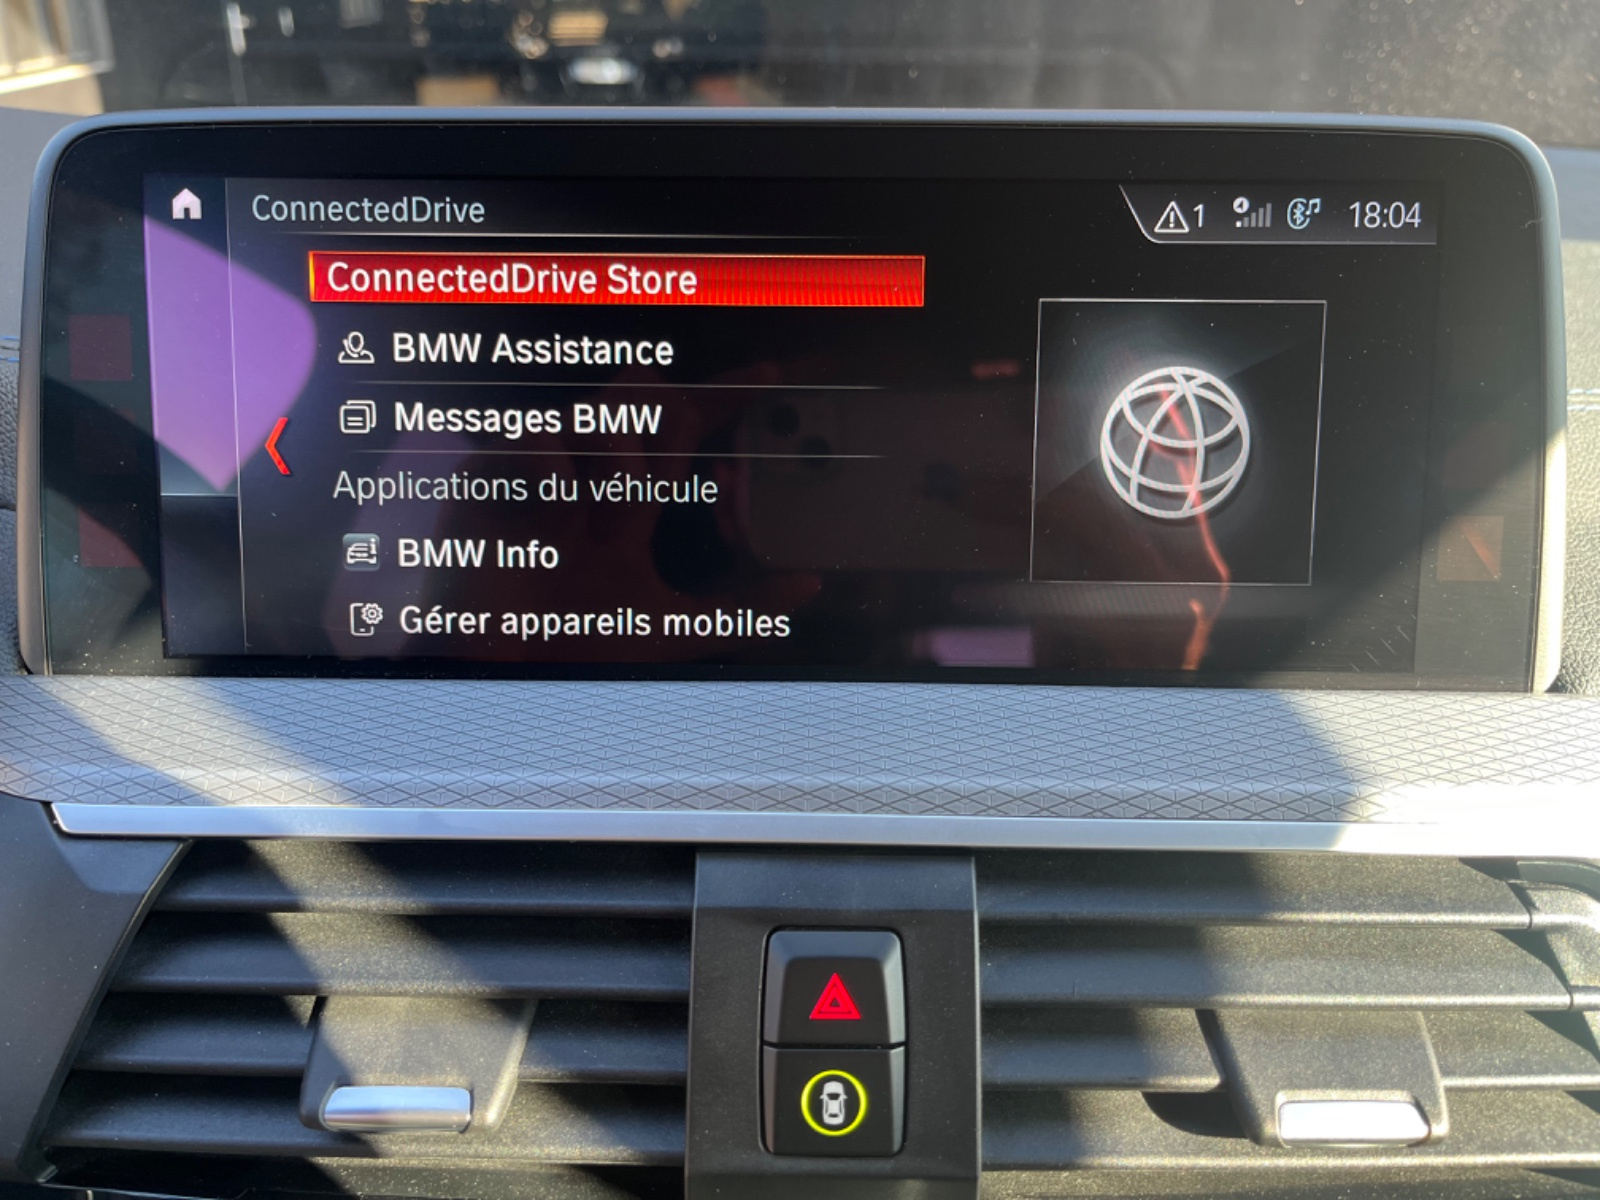 ConnectedDrive
1 18:04
ConnectedDrive Store
BMW Assistance
Messages BMW
Applications du véhicule
BMW Info
Gérer appareils mobiles